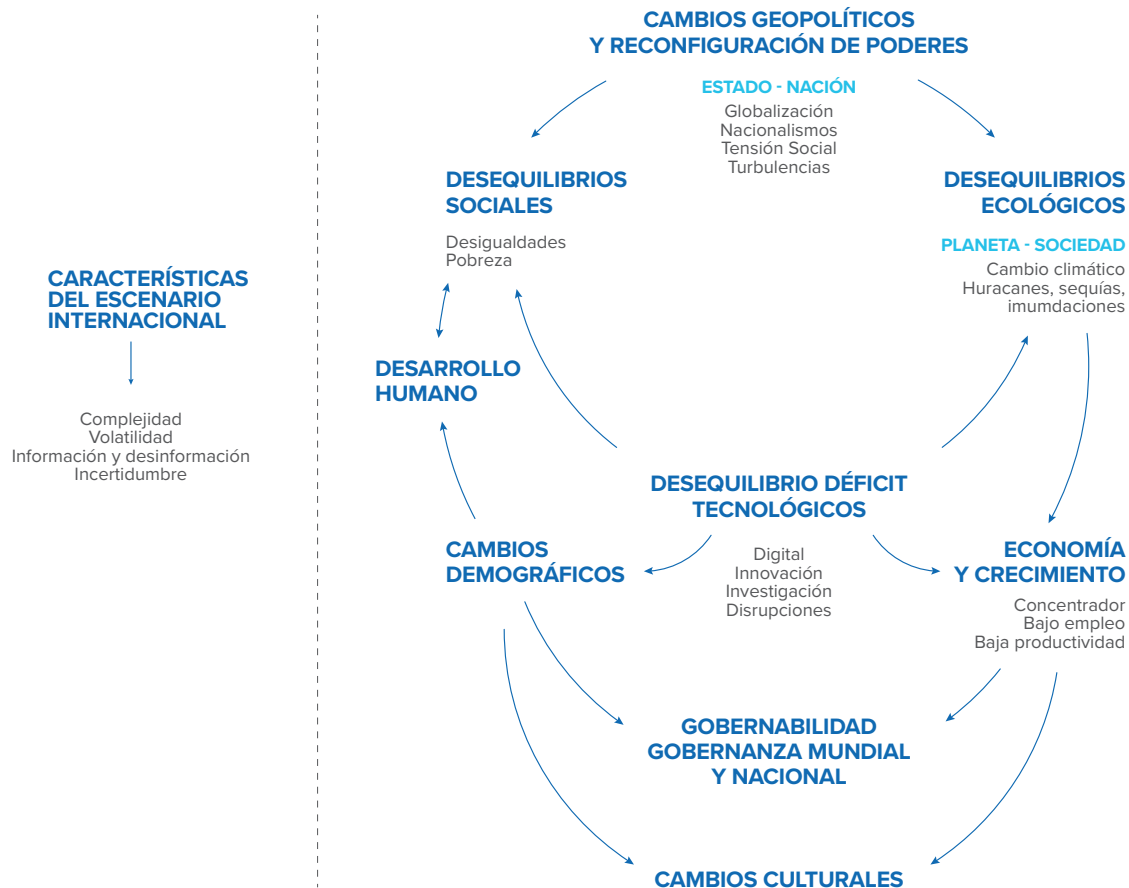 CARACTERÍSTICAS
DEL ESCENARIO
INTERNACIONAL
Complejidad
Volatilidad
Información y desinformación
Incertidumbre
CAMBIOS GEOPOLÍTICOS
Y RECONFIGURACIÓN DE PODERES
ESTADO - NACIÓN
Globalización
Nacionalismos
Tensión Social
Turbulencias
DESEQUILIBRIOS
SOCIALES
Desigualdades
Pobreza
DESEQUILIBRIOS
ECOLÓGICOS
PLANETA - SOCIEDAD
Cambio climático
Huracanes, sequías,
imumdaciones
DESARROLLO
HUMANO
DESEQUILIBRIO DÉFICIT
TECNOLÓGICOS
Digital
Innovación
Investigación
Disrupciones
CAMBIOS
DEMOGRÁFICOS
ECONOMÍA
Y CRECIMIENTO
Concentrador
Bajo empleo
Baja productividad
GOBERNABILIDAD
GOBERNANZA MUNDIAL
Y NACIONAL
CAMBIOS CULTURALES